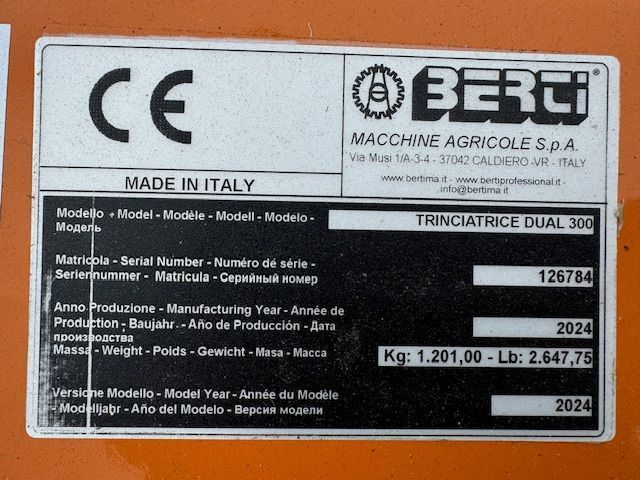 CE
BERTI®
MACCHINE AGRICOLE S.p.A.
Via Musi 1/A-3-4 - 37042 CALDIERO -VR - ITALY
www.bertima.it - www.bertiprofessional.it -
info@bertima.it
MADE IN ITALY
Modello - Model - Modèle - Modell - Modelo -
Модель
TRINCIATRICE DUAL 300
Matricola - Serial Number - Numéro de série -
Seriennummer - Matricula - Серийный номер
126784
Anno Produzione - Manufacturing Year - Année de
Production - Baujahr - Año de Producción - Дата
производства
2024
Massa - Weight - Poids - Gewicht - Masa - Масса
Kg: 1.201,00 - Lb: 2.647,75
Versione Modello - Model Year - Année du Modèle
- Modelljahr - Año del Modelo - Версия модели
2024